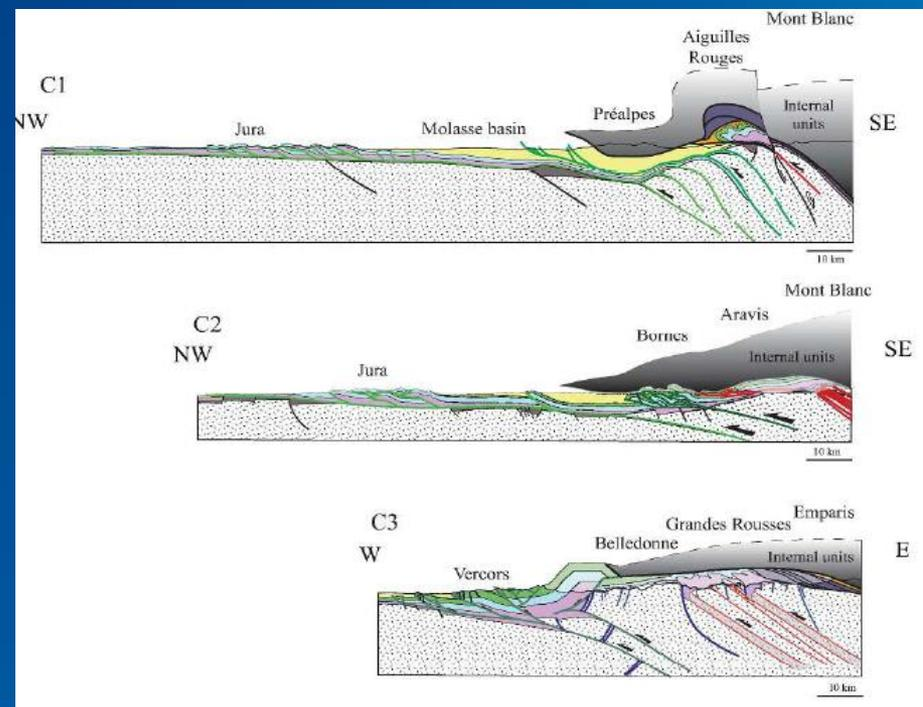 Mont Blanc
Aiguilles
Rouges
C1
NW
Préalpes
Internal
units
SE
Jura
Molasse basin
10 km
Mont Blanc
Aravis
C2
NW
Bornes
Internal units
SE
Jura
10 km
Emparis
C3
Grandes Rousses
W
Belledonne
Internal units
E
Vercors
10 km